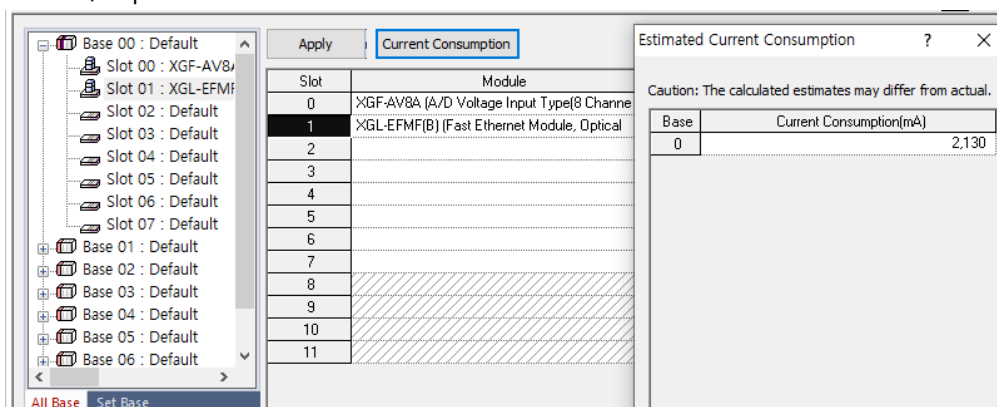 Base 00 : Default
Slot 00 : XGF-AV8
Slot 01 : XGL-EFMF
Slot 02 : Default
Slot 03 : Default
Slot 04 : Default
Slot 05 : Default
Slot 06 : Default
Slot 07 : Default
Base 01 : Default
Base 02 : Default
Base 03 : Default
Base 04 : Default
Base 05 : Default
Base 06 : Default
All Base Set Base
Apply Current Consumption
Slot Module
0 XGF-AV8A (A/D Voltage Input Type(8 Channe
1 XGL-EFMF(B) (Fast Ethernet Module, Optical
2
3
4
5
6
7
8
9
10
11
Estimated Current Consumption ? ×
Caution: The calculated estimates may differ from actual.
Base Current Consumption(mA)
0 2,130